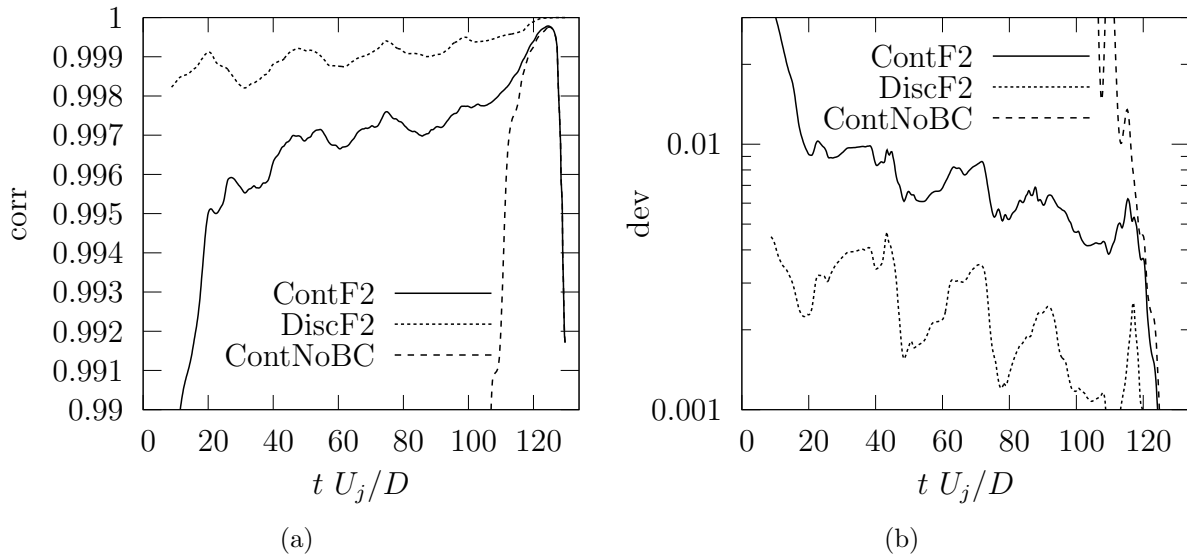 1
0.999
0.998
0.997
0.996
0.995
0.994
0.993
0.992
0.991
0.99
corr
ContF2
DiscF2
ContNoBC
0 20 40 60 80 100 120
t U_j/D
(a)
0.01
0.001
dev
ContF2
DiscF2
ContNoBC
0 20 40 60 80 100 120
t U_j/D
(b)